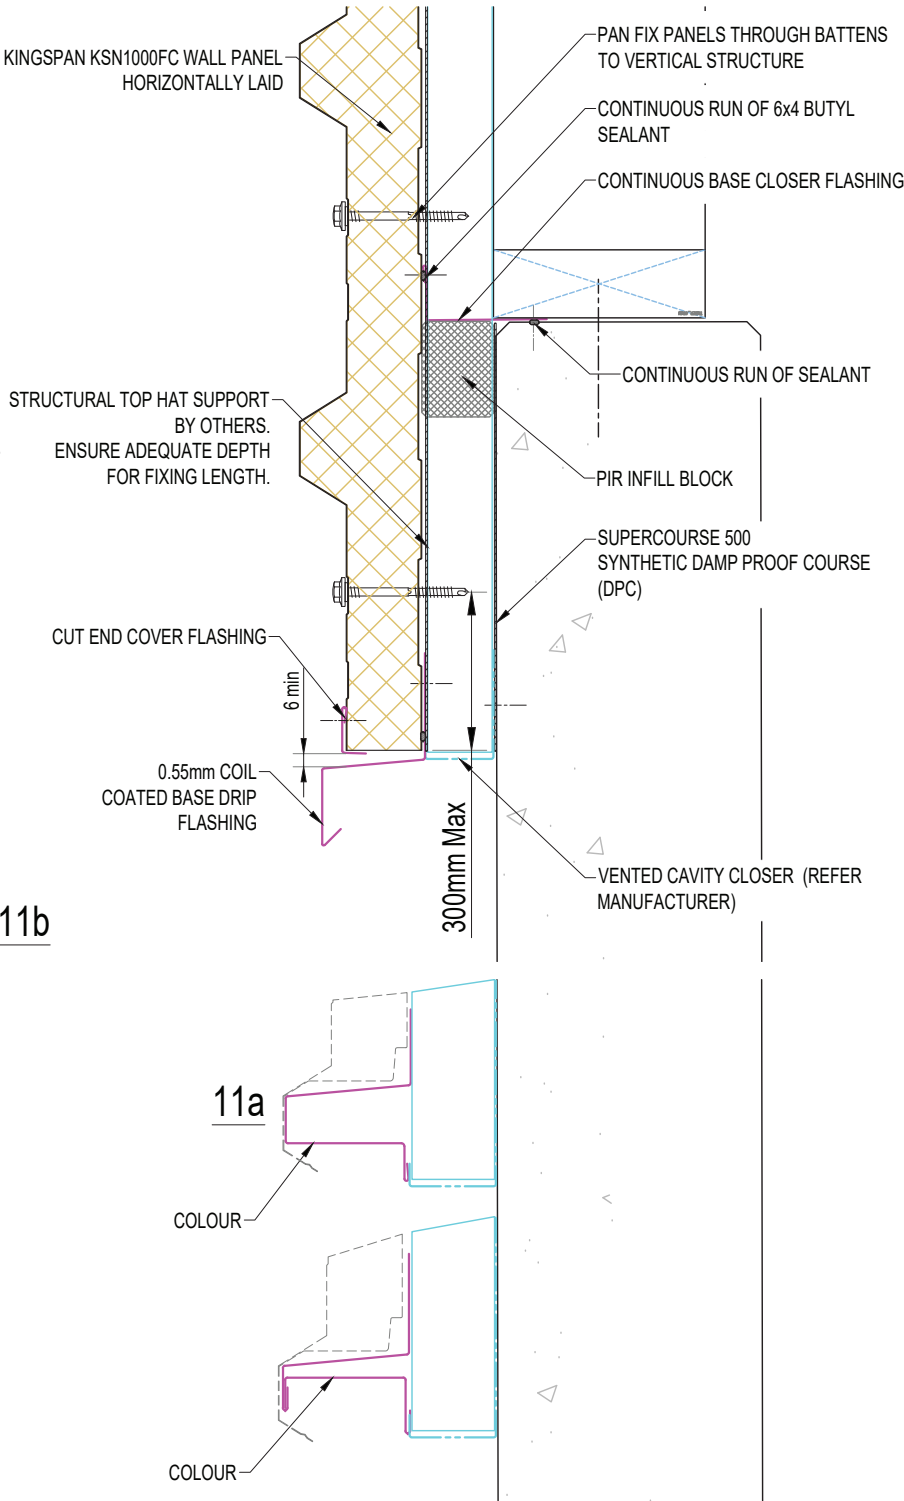 PAN FIX PANELS THROUGH BATTENS
TO VERTICAL STRUCTURE
KINGSPAN KSN1000FC WALL PANEL
HORIZONTALLY LAID
CONTINUOUS RUN OF 6x4 BUTYL
SEALANT
CONTINUOUS BASE CLOSER FLASHING
CONTINUOUS RUN OF SEALANT
STRUCTURAL TOP HAT SUPPORT
BY OTHERS.
ENSURE ADEQUATE DEPTH
FOR FIXING LENGTH.
PIR INFILL BLOCK
SUPERCOURSE 500
SYNTHETIC DAMP PROOF COURSE
(DPC)
CUT END COVER FLASHING
6 min
0.55mm COIL
COATED BASE DRIP
FLASHING
300mm Max
VENTED CAVITY CLOSER (REFER
MANUFACTURER)
11b
11a
COLOUR
COLOUR